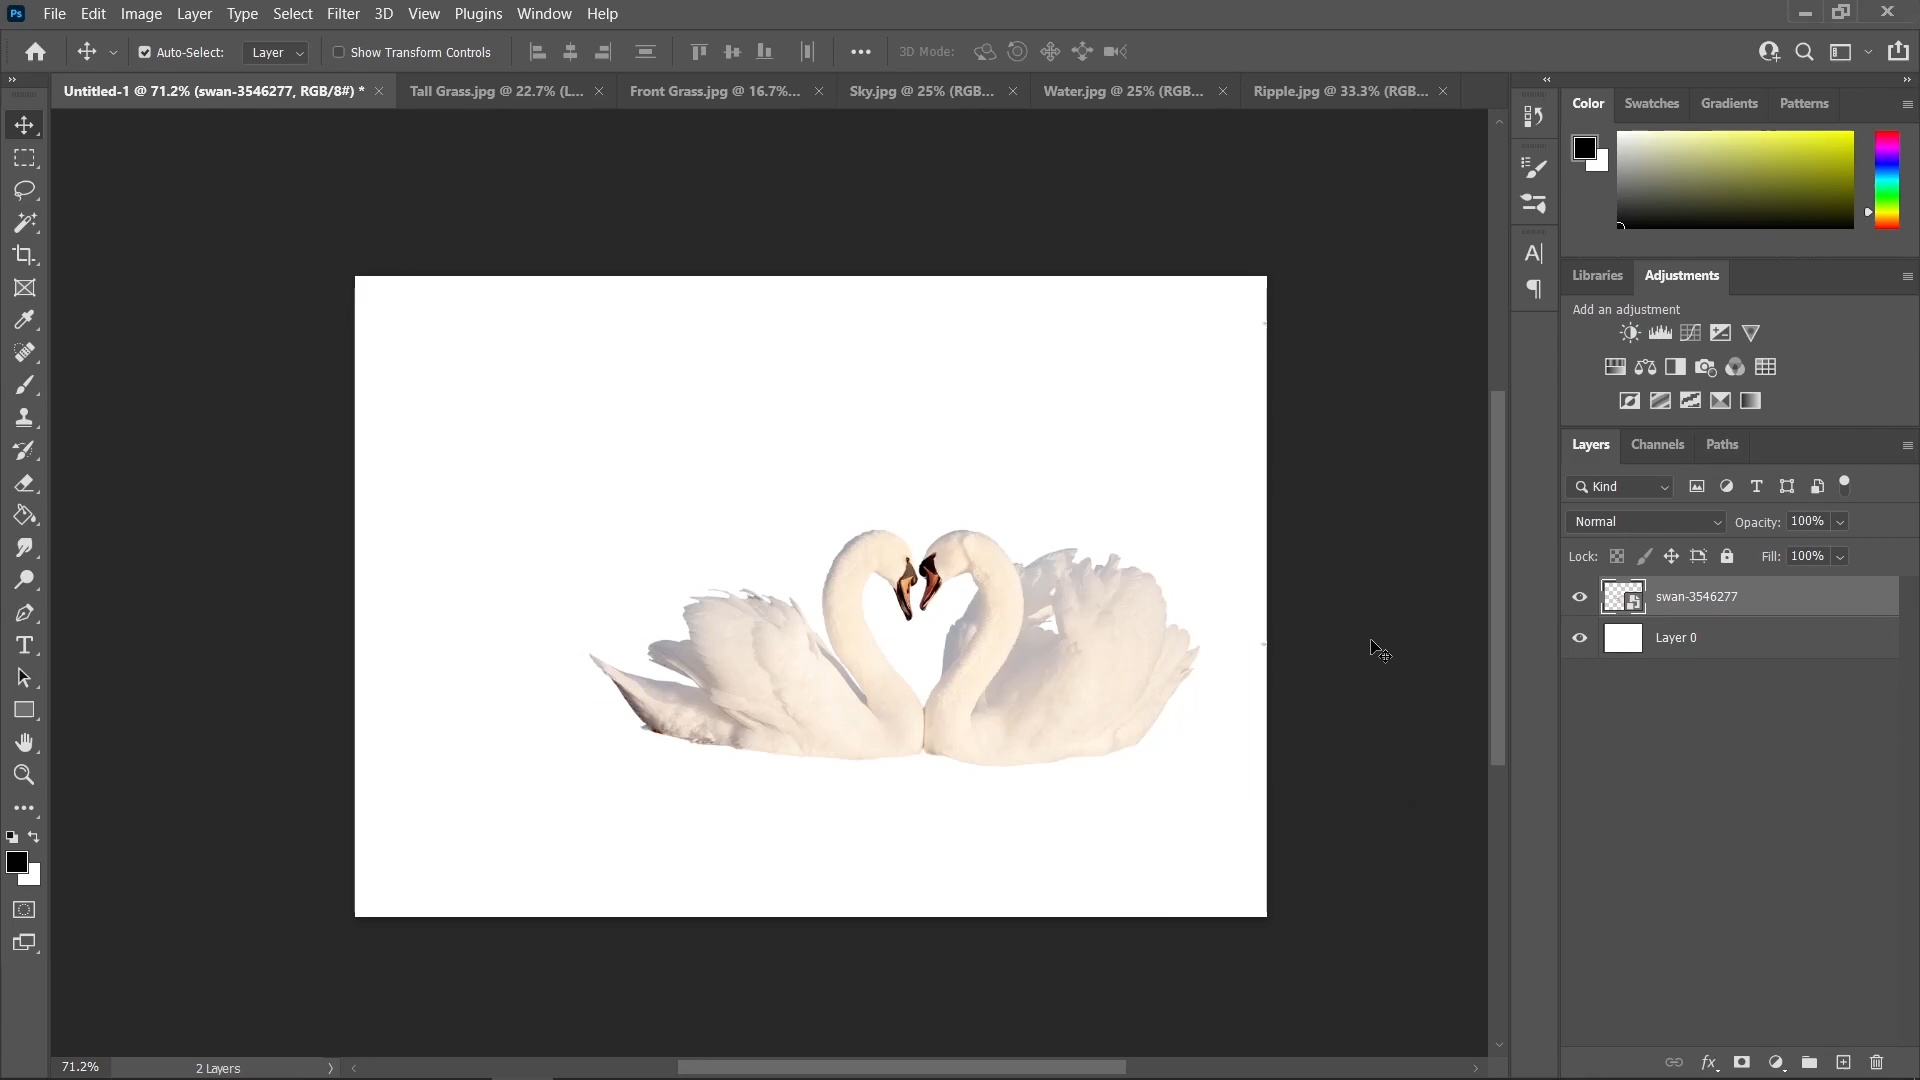 Ps File Edit Image Layer Type Select Filter 3D View Plugins Window Help
Auto-Select: Layer Show Transform Controls 3D Mode:
Untitled-1 @ 71.2% (swan-3546277, RGB/8#) * Tall Grass.jpg @ 22.7% (L... Front Grass.jpg @ 16.7%... Sky.jpg @ 25% (RGB... Water.jpg @ 25% (RGB... Ripple.jpg @ 33.3% (RGB...
Color Swatches Gradients Patterns
Libraries Adjustments
Add an adjustment
Layers Channels Paths
Kind
Normal Opacity: 100%
Lock: Fill: 100%
swan-3546277
Layer 0
71.2% 2 Layers